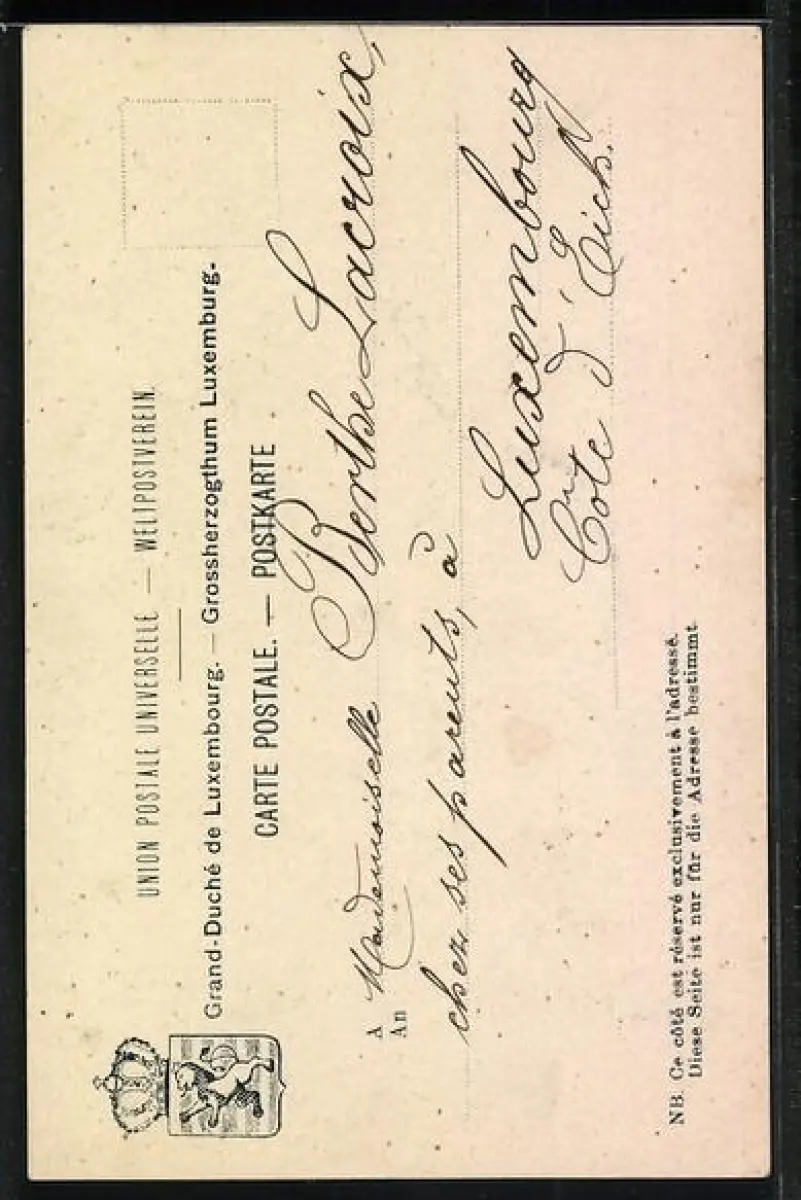 UNION POSTALE UNIVERSELLE — WELTPOSTVEREIN.
Grand-Duché de Luxembourg. — Grossherzogthum Luxemburg.
CARTE POSTALE. — POSTKARTE
À Mademoiselle Berthe Lacroix,
An
chez ses parents, à
Luxembourg
Côte d'Eich.
NB. Ce côté est réservé exclusivement à l'adresse.
Diese Seite ist nur für die Adresse bestimmt